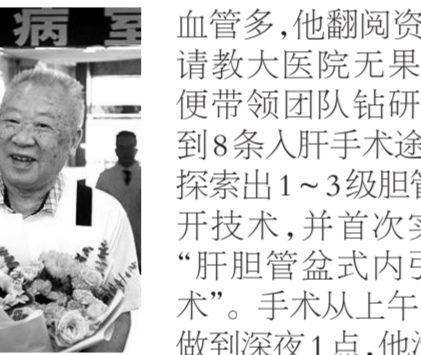 病室
血管多，他翻阅资
请教大医院无果
便带领团队钻研
到8条入肝手术途
探索出1~3级胆管
开技术，并首次实
“肝胆管盆式内引
术”。手术从上午
做到深夜1点，他满